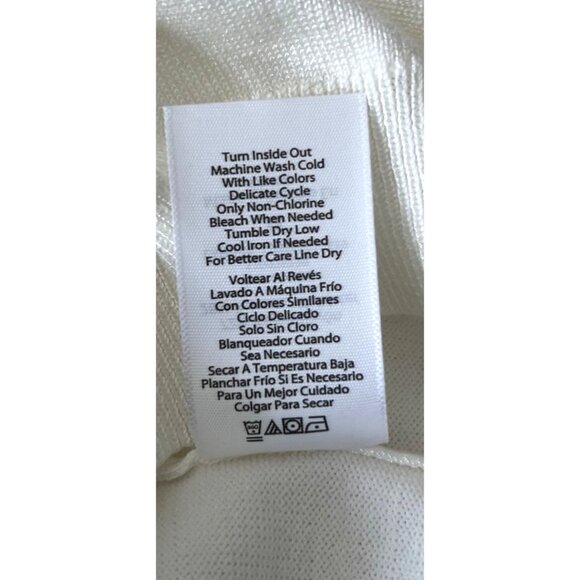 Turn Inside Out
Machine Wash Cold
With Like Colors
Delicate Cycle
Only Non-Chlorine
Bleach When Needed
Tumble Dry Low
Cool Iron If Needed
For Better Care Line Dry
Voltear Al Revés
Lavado A Máquina Frío
Con Colores Similares
Ciclo Delicado
Solo Sin Cloro
Blanqueador Cuando
Sea Necesario
Secar A Temperatura Baja
Planchar Frío Si Es Necesario
Para Un Mejor Cuidado
Colgar Para Secar